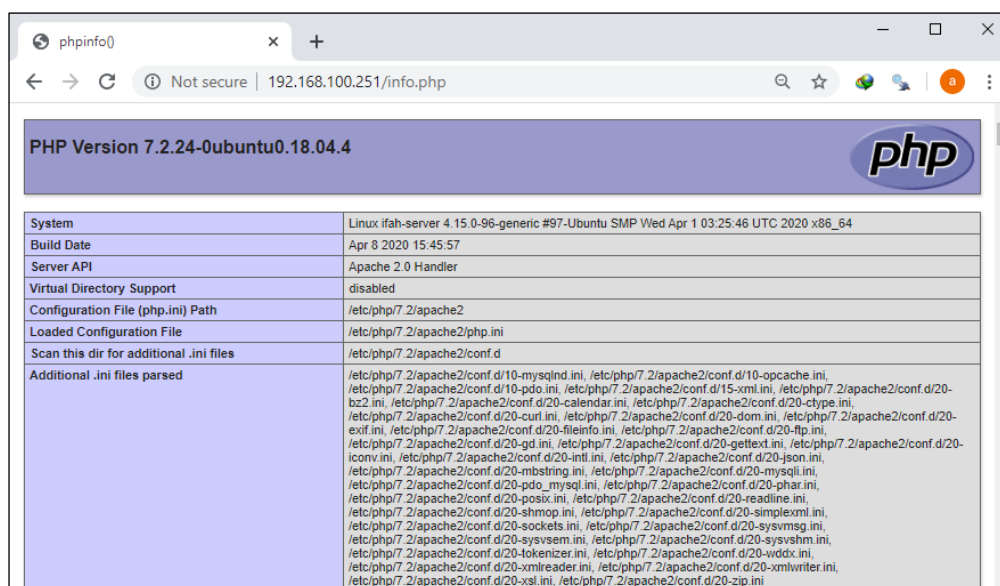 phpinfo()
Not secure | 192.168.100.251/info.php
a
PHP Version 7.2.24-0ubuntu0.18.04.4
php
System Linux ifah-server 4.15.0-96-generic #97-Ubuntu SMP Wed Apr 1 03:25:46 UTC 2020 x86_64
Build Date Apr 8 2020 15:45:57
Server API Apache 2.0 Handler
Virtual Directory Support disabled
Configuration File (php.ini) Path /etc/php/7.2/apache2
Loaded Configuration File /etc/php/7.2/apache2/php.ini
Scan this dir for additional .ini files /etc/php/7.2/apache2/conf.d
Additional .ini files parsed /etc/php/7.2/apache2/conf.d/10-mysqlnd.ini, /etc/php/7.2/apache2/conf.d/10-opcache.ini,
/etc/php/7.2/apache2/conf.d/10-pdo.ini, /etc/php/7.2/apache2/conf.d/15-xml.ini, /etc/php/7.2/apache2/conf.d/20-
bz2.ini, /etc/php/7.2/apache2/conf.d/20-calendar.ini, /etc/php/7.2/apache2/conf.d/20-ctype.ini,
/etc/php/7.2/apache2/conf.d/20-curl.ini, /etc/php/7.2/apache2/conf.d/20-dom.ini, /etc/php/7.2/apache2/conf.d/20-
exif.ini, /etc/php/7.2/apache2/conf.d/20-fileinfo.ini, /etc/php/7.2/apache2/conf.d/20-ftp.ini,
/etc/php/7.2/apache2/conf.d/20-gd.ini, /etc/php/7.2/apache2/conf.d/20-gettext.ini, /etc/php/7.2/apache2/conf.d/20-
iconv.ini, /etc/php/7.2/apache2/conf.d/20-intl.ini, /etc/php/7.2/apache2/conf.d/20-json.ini,
/etc/php/7.2/apache2/conf.d/20-mbstring.ini, /etc/php/7.2/apache2/conf.d/20-mysqli.ini,
/etc/php/7.2/apache2/conf.d/20-pdo_mysql.ini, /etc/php/7.2/apache2/conf.d/20-phar.ini,
/etc/php/7.2/apache2/conf.d/20-posix.ini, /etc/php/7.2/apache2/conf.d/20-readline.ini,
/etc/php/7.2/apache2/conf.d/20-shmop.ini, /etc/php/7.2/apache2/conf.d/20-simplexml.ini,
/etc/php/7.2/apache2/conf.d/20-sockets.ini, /etc/php/7.2/apache2/conf.d/20-sysvmsg.ini,
/etc/php/7.2/apache2/conf.d/20-sysvsem.ini, /etc/php/7.2/apache2/conf.d/20-sysvshm.ini,
/etc/php/7.2/apache2/conf.d/20-tokenizer.ini, /etc/php/7.2/apache2/conf.d/20-wddx.ini,
/etc/php/7.2/apache2/conf.d/20-xmlreader.ini, /etc/php/7.2/apache2/conf.d/20-xmlwriter.ini,
/etc/php/7.2/apache2/conf.d/20-xsl.ini, /etc/php/7.2/apache2/conf.d/20-zip.ini